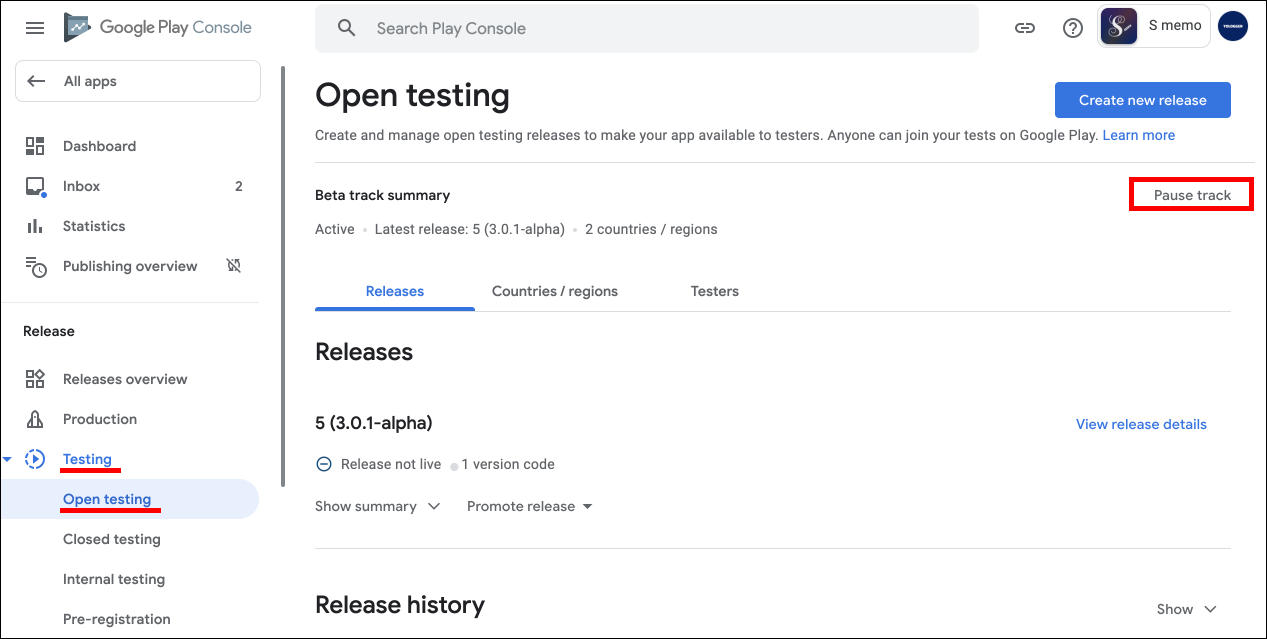 Google Play Console
Search Play Console
S memo
TOLOGGER
All apps
Dashboard
Inbox 2
Statistics
Publishing overview
Release
Releases overview
Production
Testing
Open testing
Closed testing
Internal testing
Pre-registration
Open testing
Create new release
Create and manage open testing releases to make your app available to testers. Anyone can join your tests on Google Play. Learn more
Beta track summary
Pause track
Active • Latest release: 5 (3.0.1-alpha) • 2 countries / regions
Releases Countries / regions Testers
Releases
5 (3.0.1-alpha)
View release details
Release not live • 1 version code
Show summary Promote release
Release history
Show